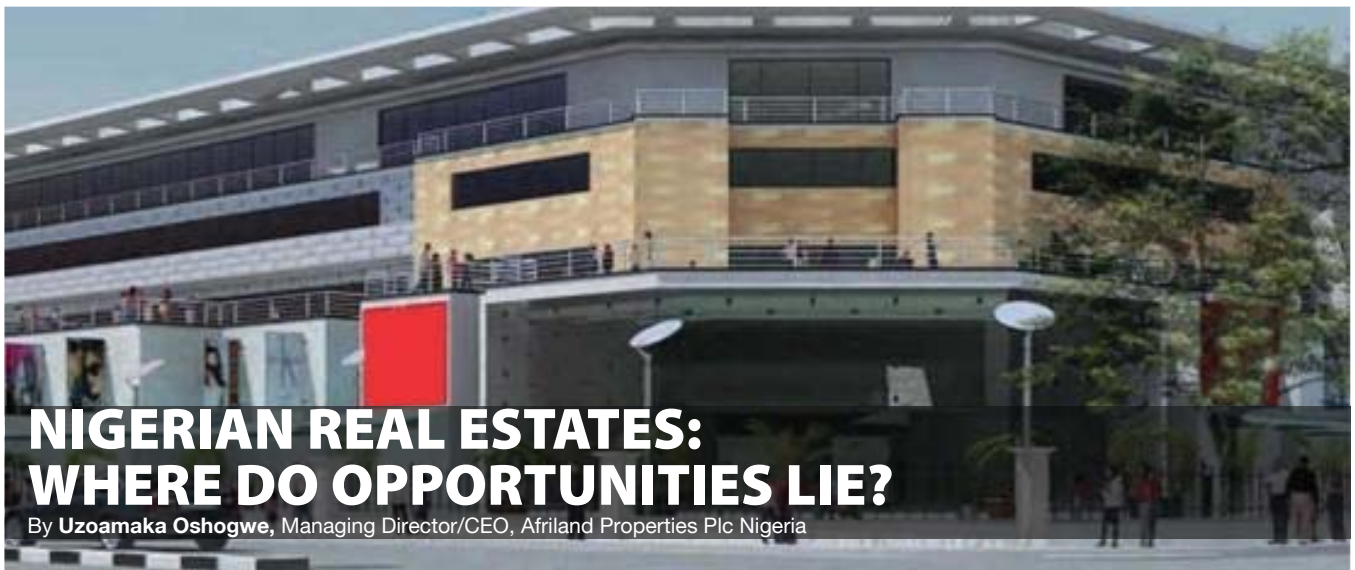 NIGERIAN REAL ESTATES:
WHERE DO OPPORTUNITIES LIE?
By Uzoamaka Oshogwe, Managing Director/CEO, Afriland Properties Plc Nigeria